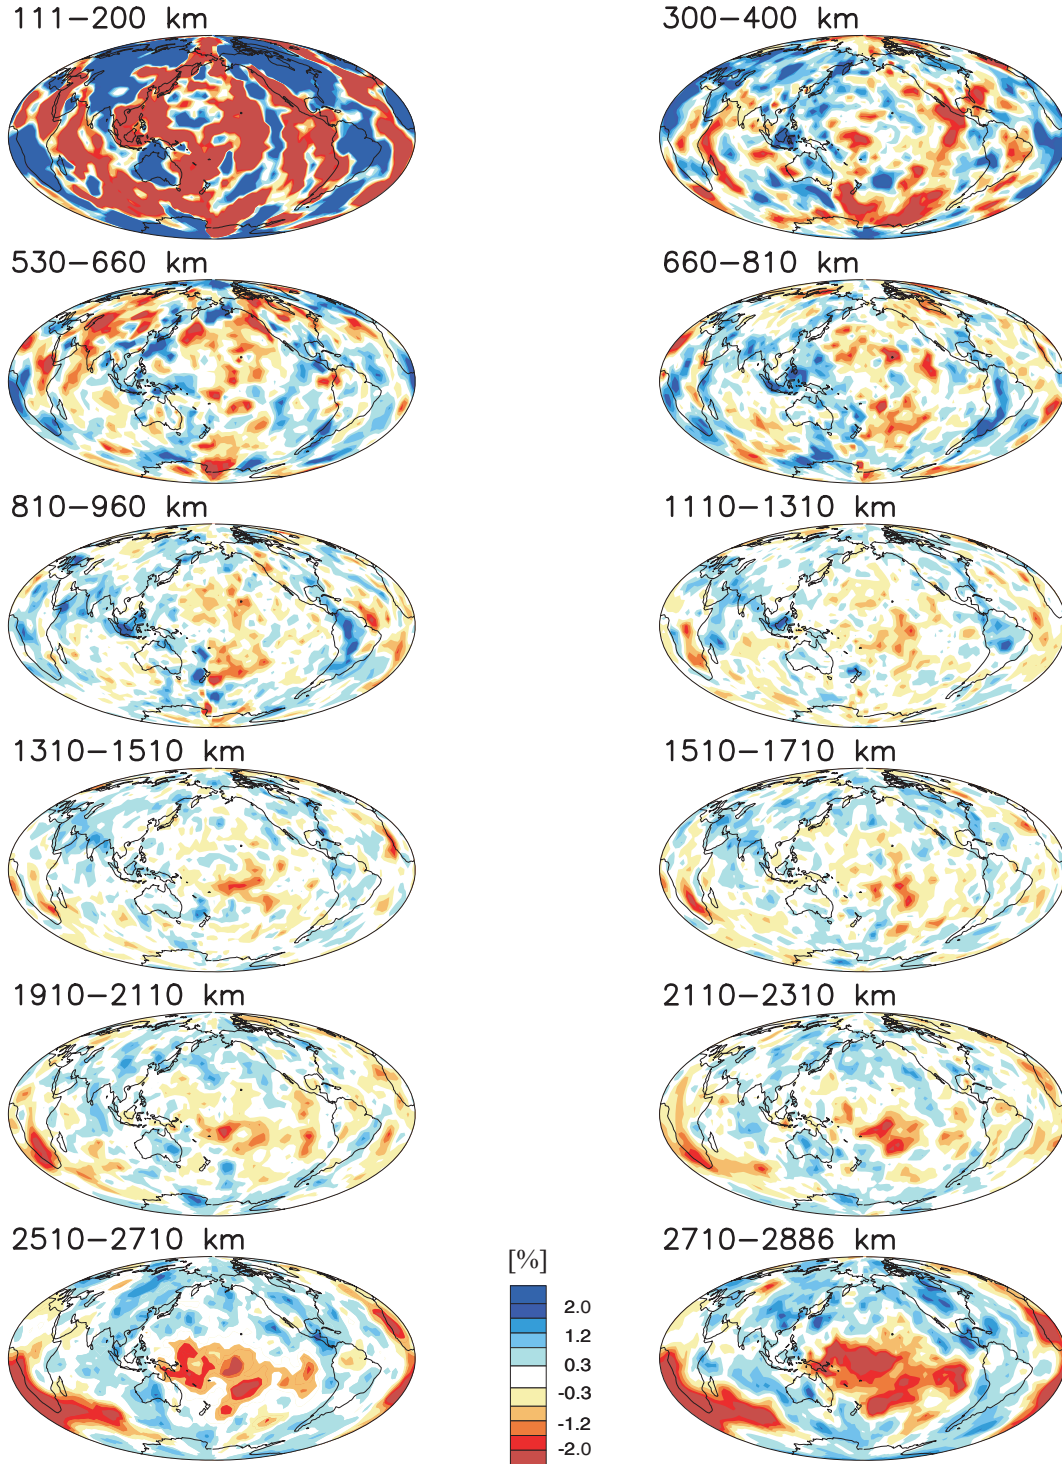 111–200 km
300–400 km
530–660 km
660–810 km
810–960 km
1110–1310 km
1310–1510 km
1510–1710 km
1910–2110 km
2110–2310 km
2510–2710 km
2710–2886 km
[%]
2.0
1.2
0.3
-0.3
-1.2
-2.0